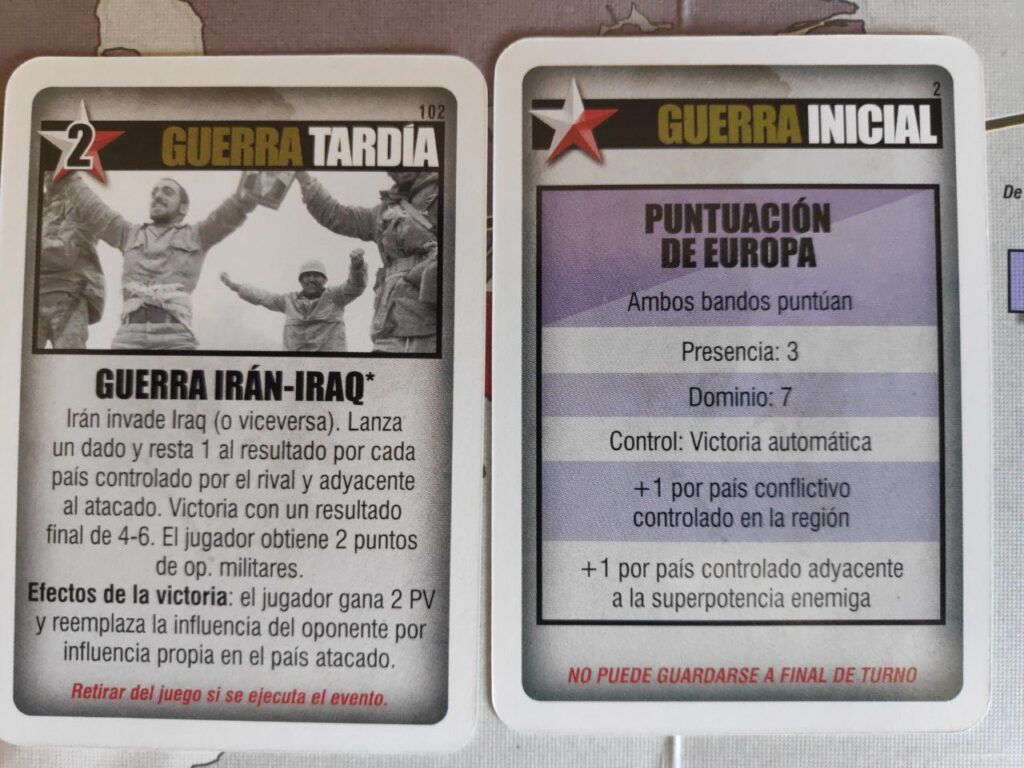 102
2
GUERRA TARDÍA
GUERRA IRÁN-IRAQ*
Irán invade Iraq (o viceversa). Lanza
un dado y resta 1 al resultado por cada
país controlado por el rival y adyacente
al atacado. Victoria con un resultado
final de 4-6. El jugador obtiene 2 puntos
de op. militares.
Efectos de la victoria: el jugador gana 2 PV
y reemplaza la influencia del oponente por
influencia propia en el país atacado.
Retirar del juego si se ejecuta el evento.
2
GUERRA INICIAL
PUNTUACIÓN
DE EUROPA
Ambos bandos puntúan
Presencia: 3
Dominio: 7
Control: Victoria automática
+1 por país conflictivo
controlado en la región
+1 por país controlado adyacente
a la superpotencia enemiga
NO PUEDE GUARDARSE A FINAL DE TURNO
De